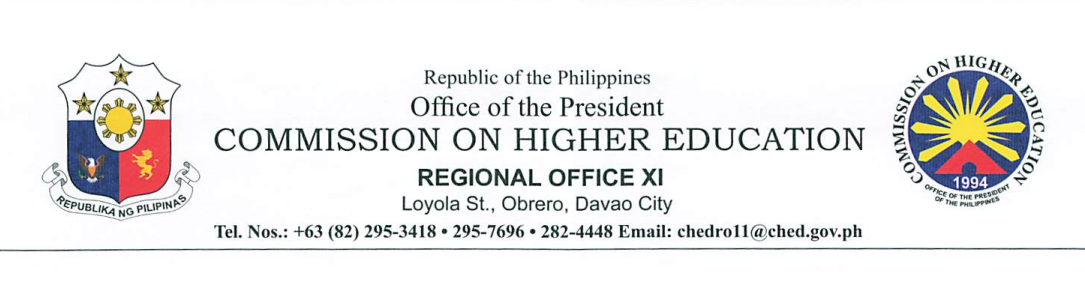 Republic of the Philippines
Office of the President
COMMISSION ON HIGHER EDUCATION
REGIONAL OFFICE XI
Loyola St., Obrero, Davao City
Tel. Nos.: +63 (82) 295-3418 • 295-7696 • 282-4448 Email: chedro11@ched.gov.ph
REPUBLIKA NG PILIPINAS
COMMISSION ON HIGHER EDUCATION
1994
OFFICE OF THE PRESIDENT
OF THE PHILIPPINES